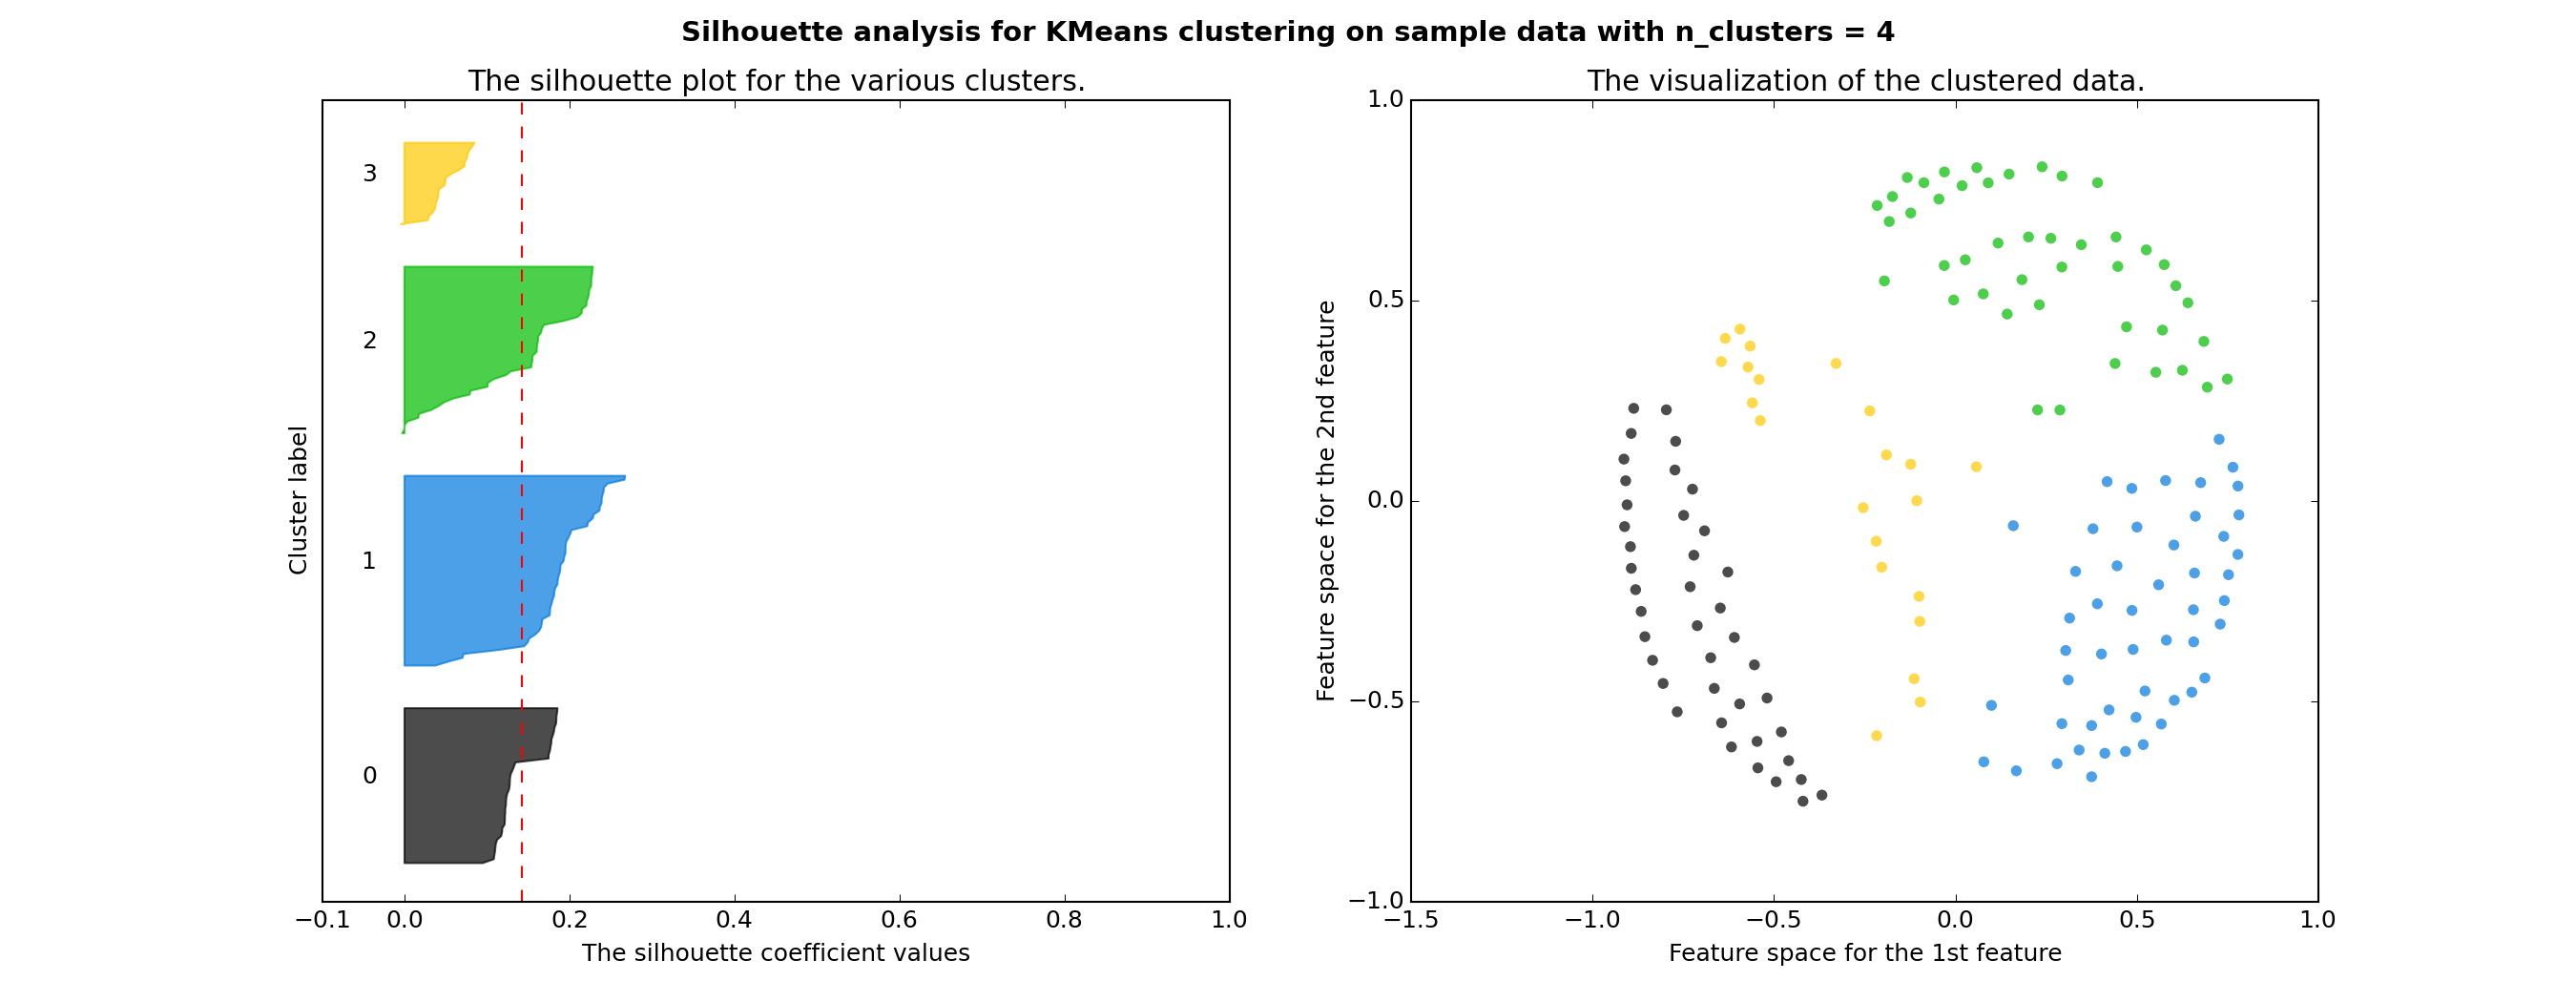 Silhouette analysis for KMeans clustering on sample data with n_clusters = 4
The silhouette plot for the various clusters.
3
2
1
0
Cluster label
−0.1 0.0 0.2 0.4 0.6 0.8 1.0
The silhouette coefficient values
The visualization of the clustered data.
1.0
0.5
0.0
−0.5
−1.0
Feature space for the 2nd feature
−1.5 −1.0 −0.5 0.0 0.5 1.0
Feature space for the 1st feature